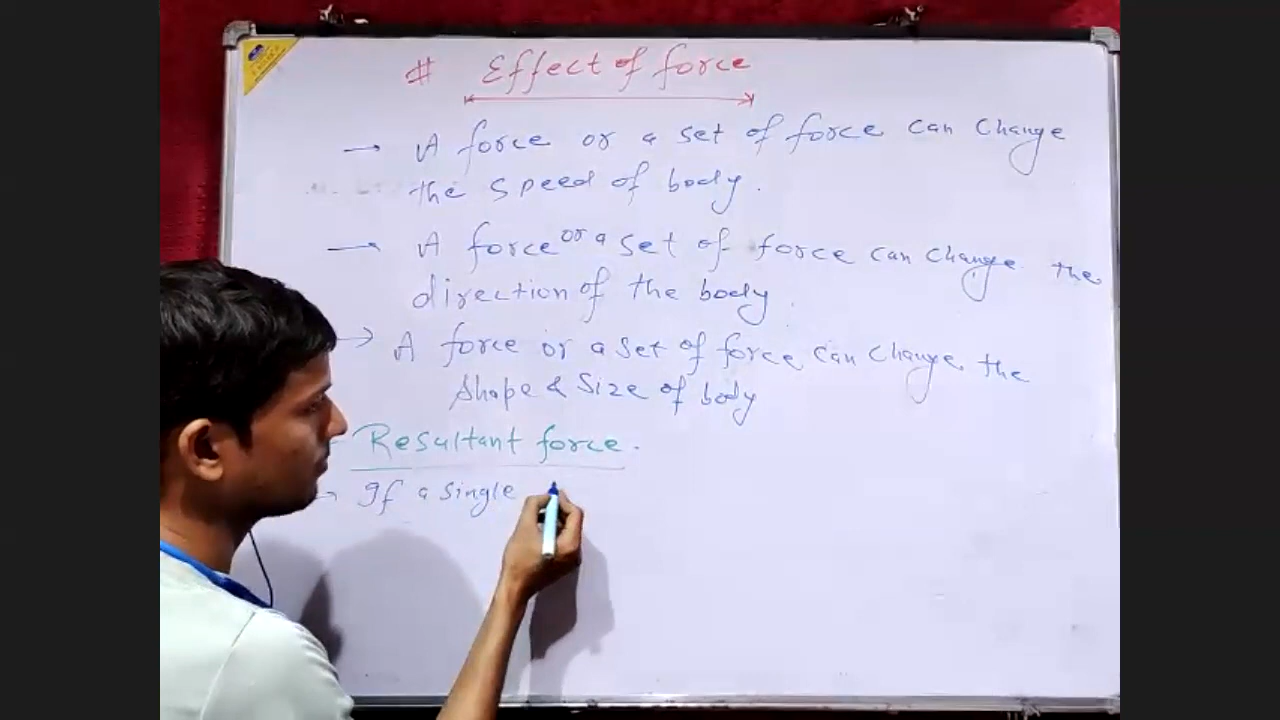 # Effect of force
→ A force or a set of force can change
the speed of body.
→ A force or a set of force can change the
direction of the body.
→ A force or a set of force can change the
Shape & Size of body
Resultant force.
→ If a single